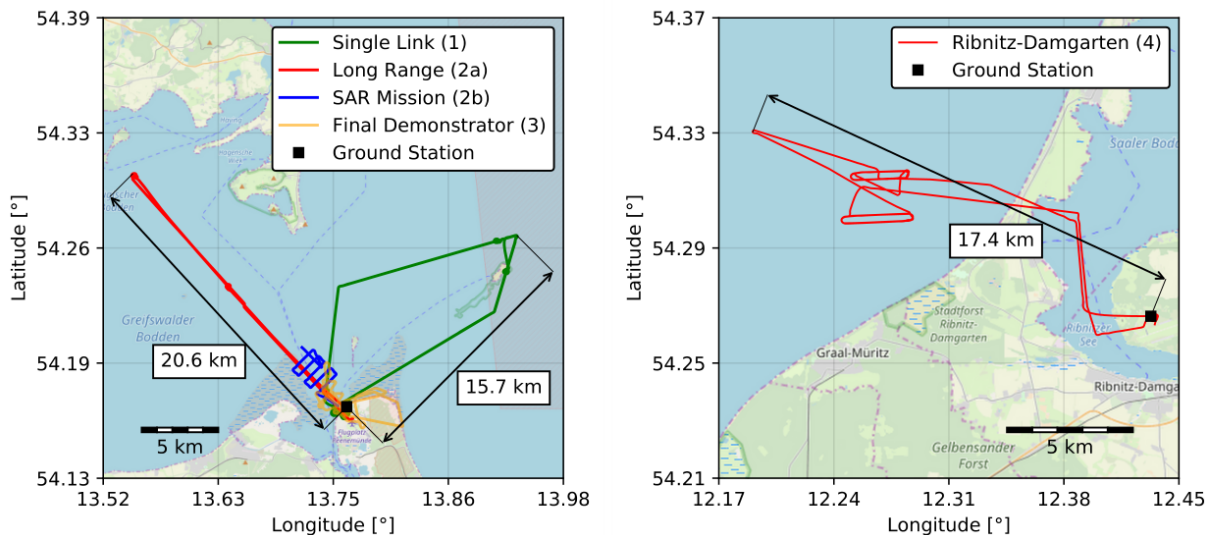 54.39
54.33
54.26
54.19
54.13
Latitude [°]
13.52
13.63
13.75
13.86
13.98
Longitude [°]
Single Link (1)
Long Range (2a)
SAR Mission (2b)
Final Demonstrator (3)
Ground Station
Greifswalder
Bodden
20.6 km
15.7 km
5 km
54.37
54.33
54.29
54.25
54.21
Latitude [°]
12.17
12.24
12.31
12.38
12.45
Longitude [°]
Ribnitz-Damgarten (4)
Ground Station
Saaler Bodd
17.4 km
Stadtforst
Ribnitz-
Damgarten
Ribnitzer
See
Graal-Müritz
Ribnitz-Damga
5 km
Gelbensander
Forst